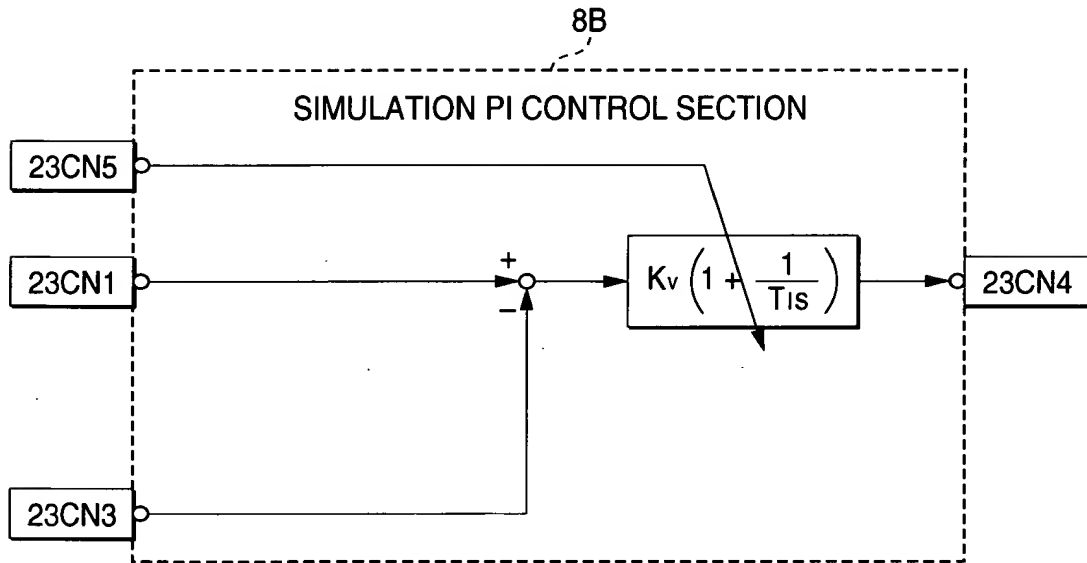 8B
SIMULATION PI CONTROL SECTION
23CN5
23CN1
+
−
Kv (1 + 1/TIS)
23CN4
23CN3